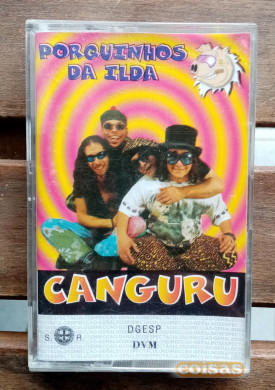 PORQUINHOS
DA ILDA
CANGURU
S. R.
DGESP
DVM
coisas